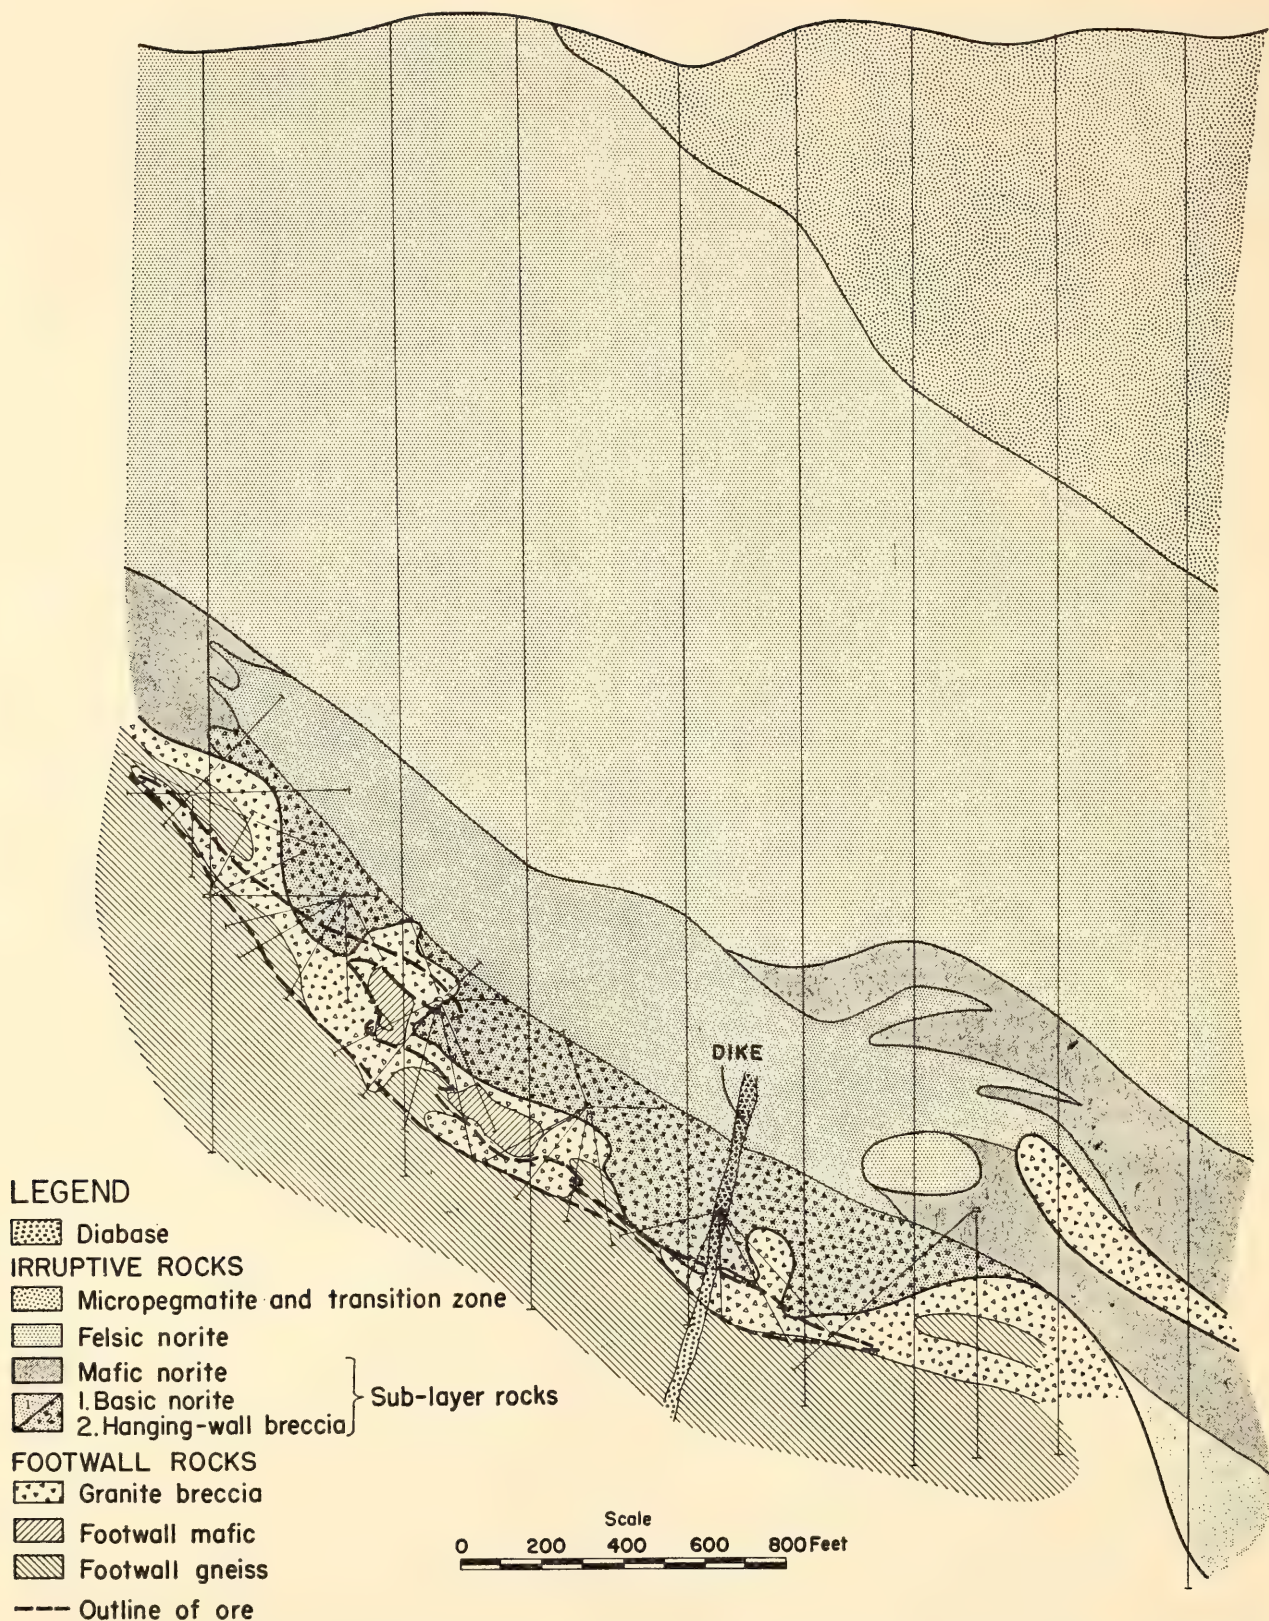 DIKE
LEGEND
Diabase
IRRUPTIVE ROCKS
Micropegmatite and transition zone
Felsic norite
Mafic norite
1. Basic norite
2. Hanging-wall breccia
Sub-layer rocks
FOOTWALL ROCKS
Granite breccia
Footwall mafic
Footwall gneiss
Outline of ore
Scale
0 200 400 600 800 Feet